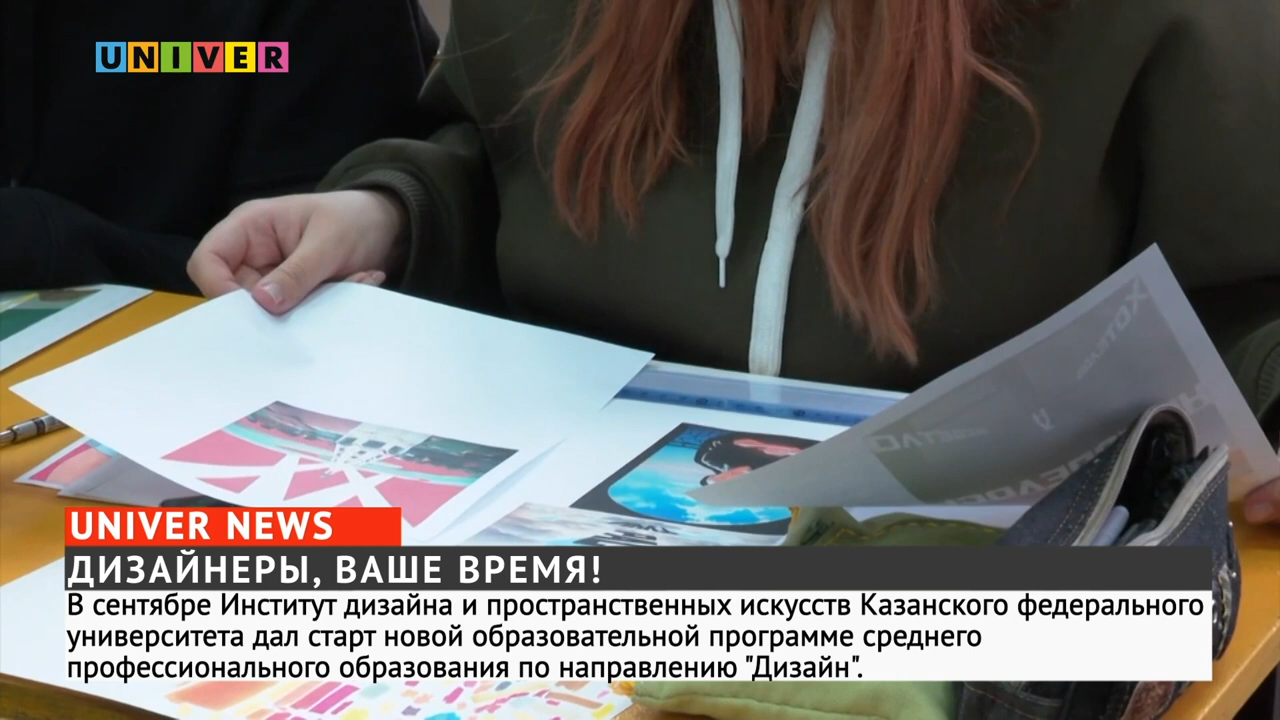 UNIVER
UNIVER NEWS
ДИЗАЙНЕРЫ, ВАШЕ ВРЕМЯ!
В сентябре Институт дизайна и пространственных искусств Казанского федерального
университета дал старт новой образовательной программе среднего
профессионального образования по направлению "Дизайн".